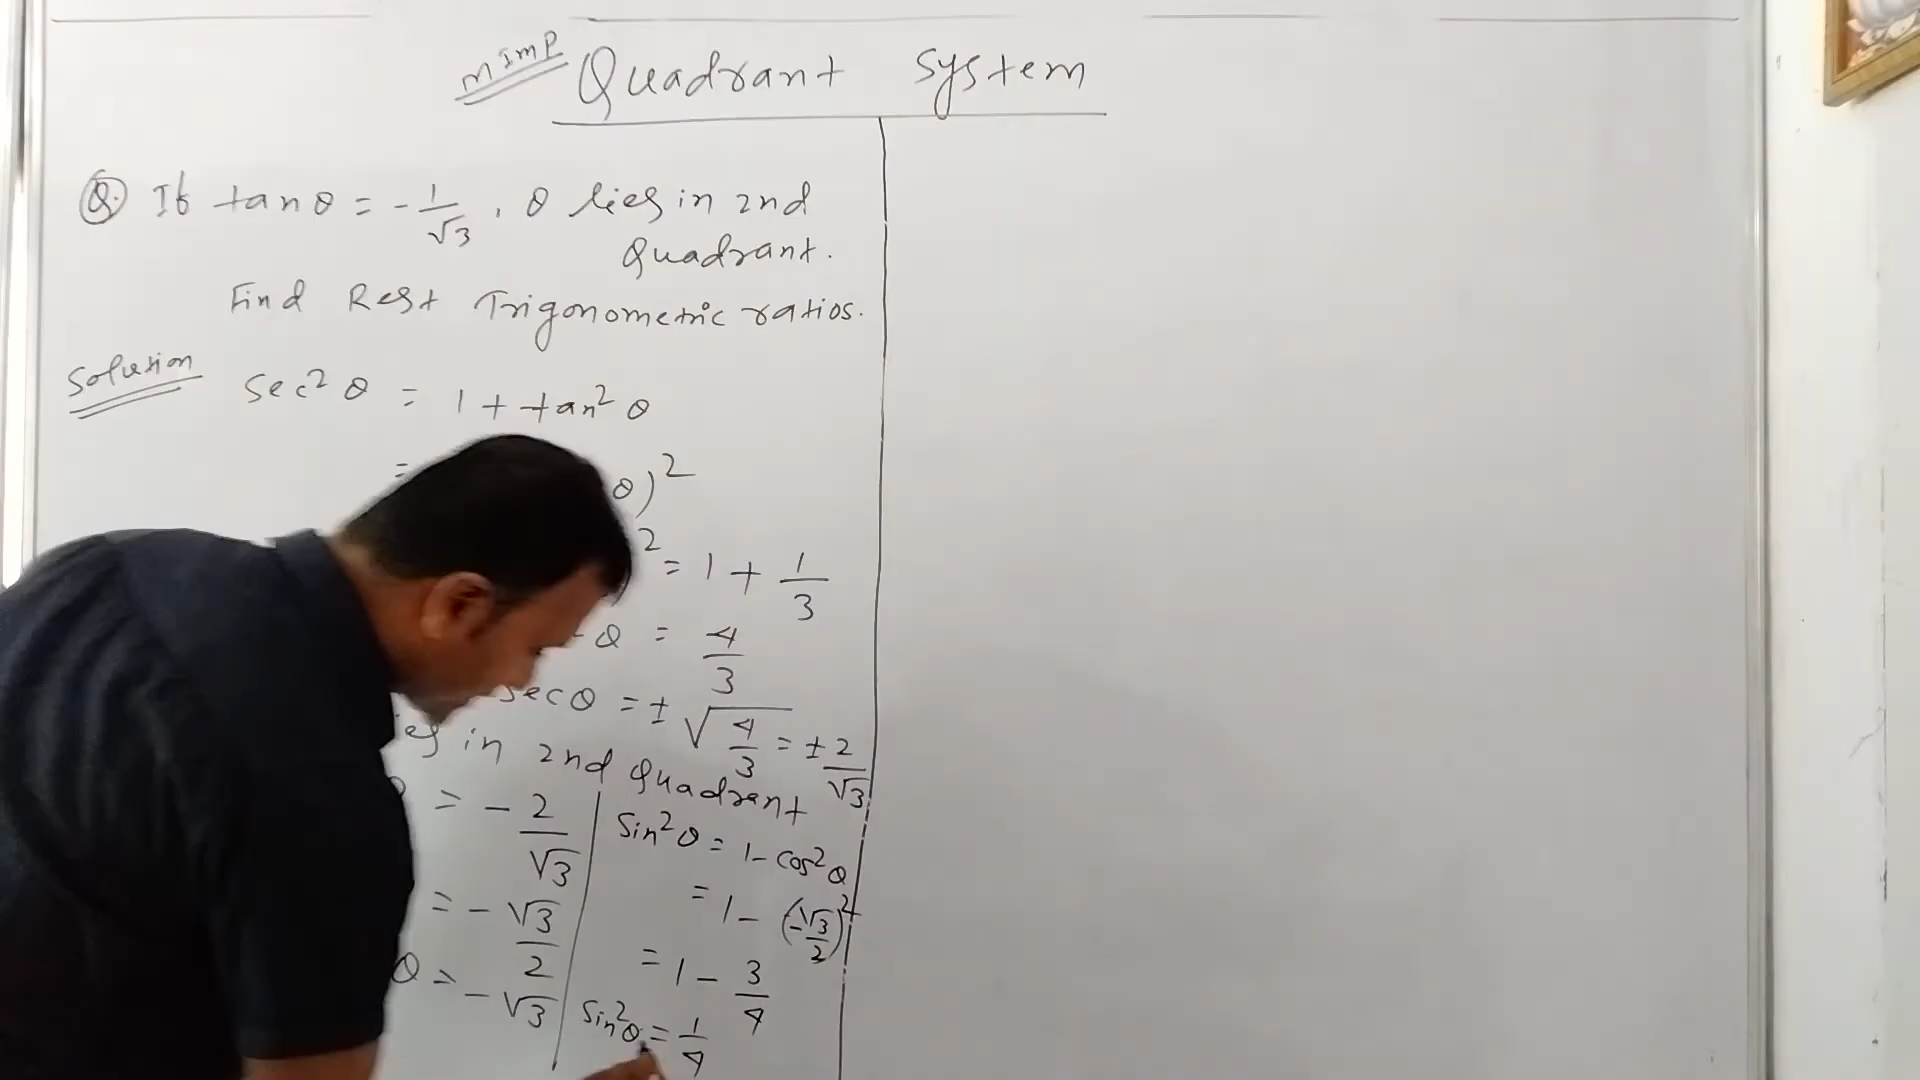 M Imp Quadrant System
Q. If tan θ = - 1/√3 , θ lies in 2nd
Quadrant.
Find Rest Trigonometric ratios.
Solution sec² θ = 1 + tan² θ
= θ)²
² = 1 + 1/3
θ = 4/3
sec θ = ± √4/3 = ± 2/√3
in 2nd Quadrant
= - 2/√3
= - √3/2
θ = - √3
Sin² θ = 1 - cos² θ
= 1 - (-√3/2)²
= 1 - 3/4
Sin² θ = 1/4